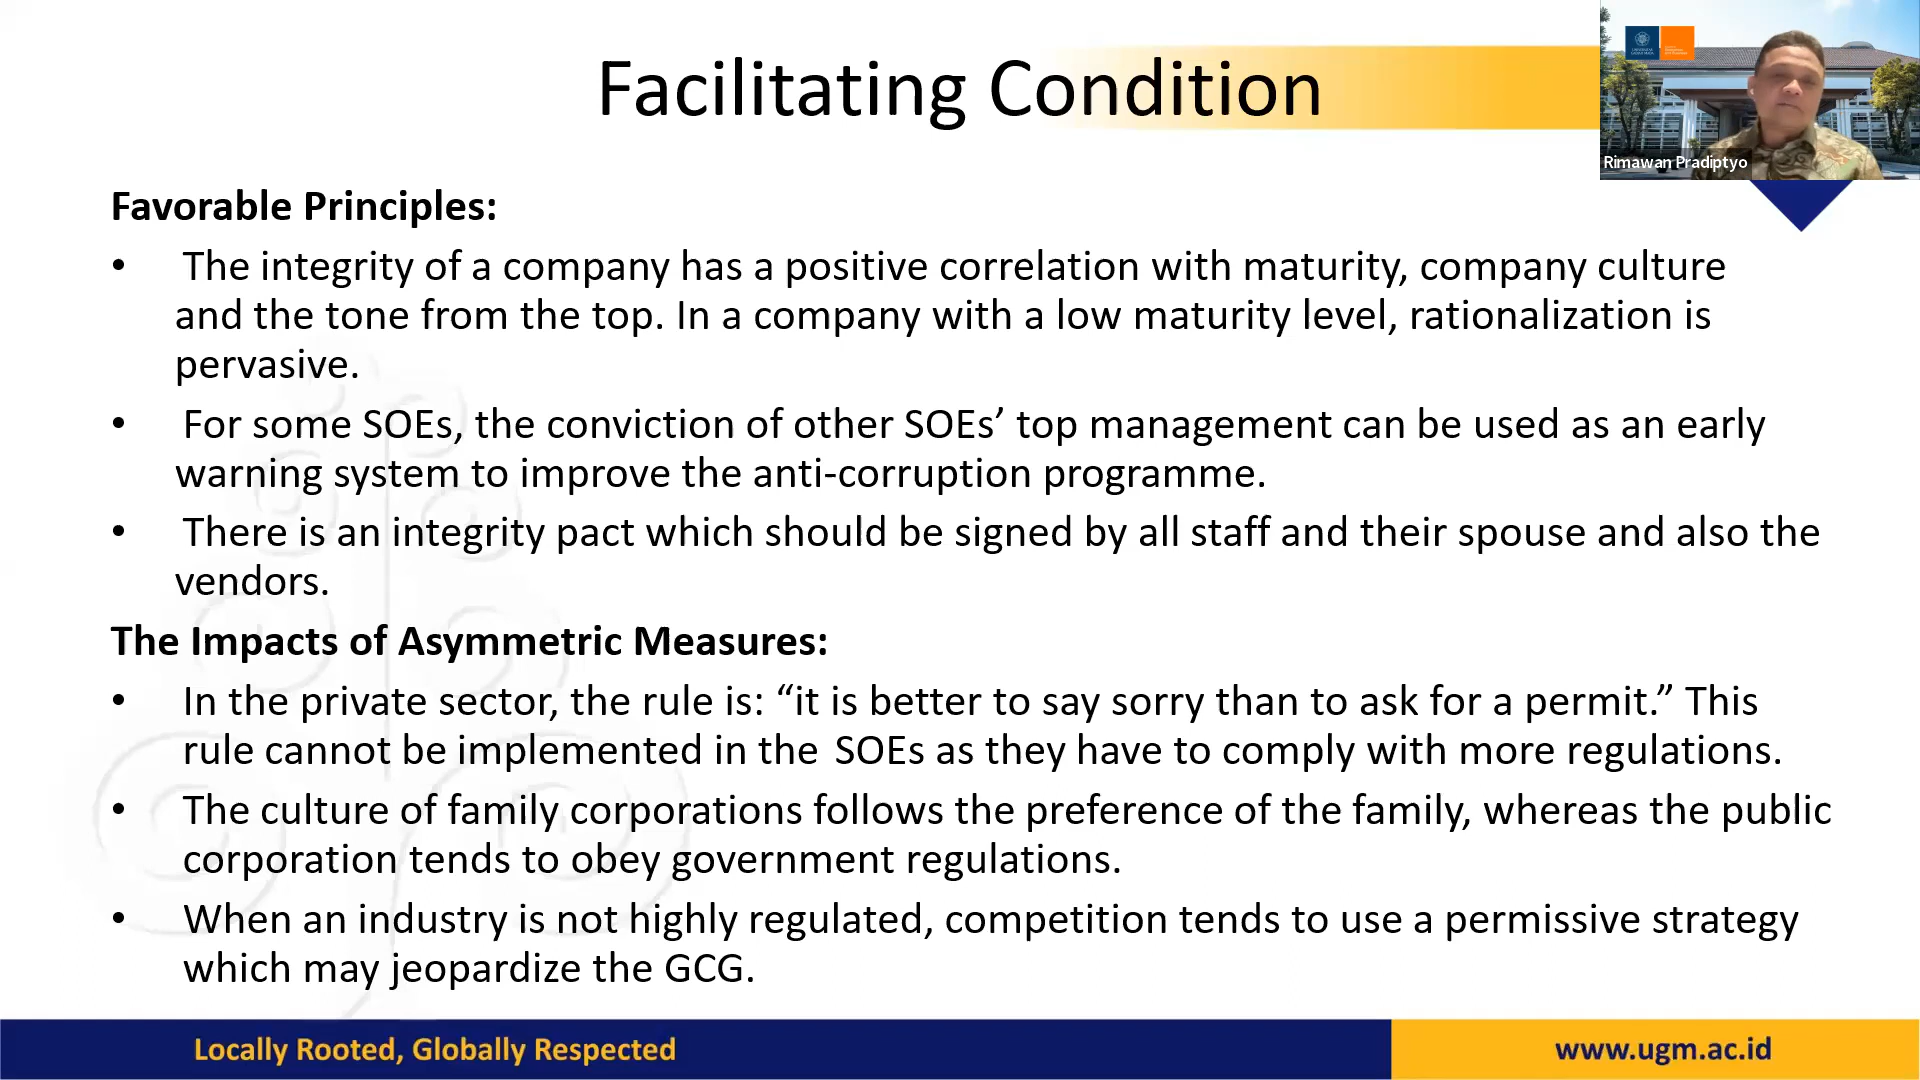 Facilitating Condition
Rimawan Pradiptyo
Favorable Principles:
• The integrity of a company has a positive correlation with maturity, company culture
and the tone from the top. In a company with a low maturity level, rationalization is
pervasive.
• For some SOEs, the conviction of other SOEs’ top management can be used as an early
warning system to improve the anti-corruption programme.
• There is an integrity pact which should be signed by all staff and their spouse and also the
vendors.
The Impacts of Asymmetric Measures:
• In the private sector, the rule is: “it is better to say sorry than to ask for a permit.” This
rule cannot be implemented in the SOEs as they have to comply with more regulations.
• The culture of family corporations follows the preference of the family, whereas the public
corporation tends to obey government regulations.
• When an industry is not highly regulated, competition tends to use a permissive strategy
which may jeopardize the GCG.
Locally Rooted, Globally Respected
www.ugm.ac.id